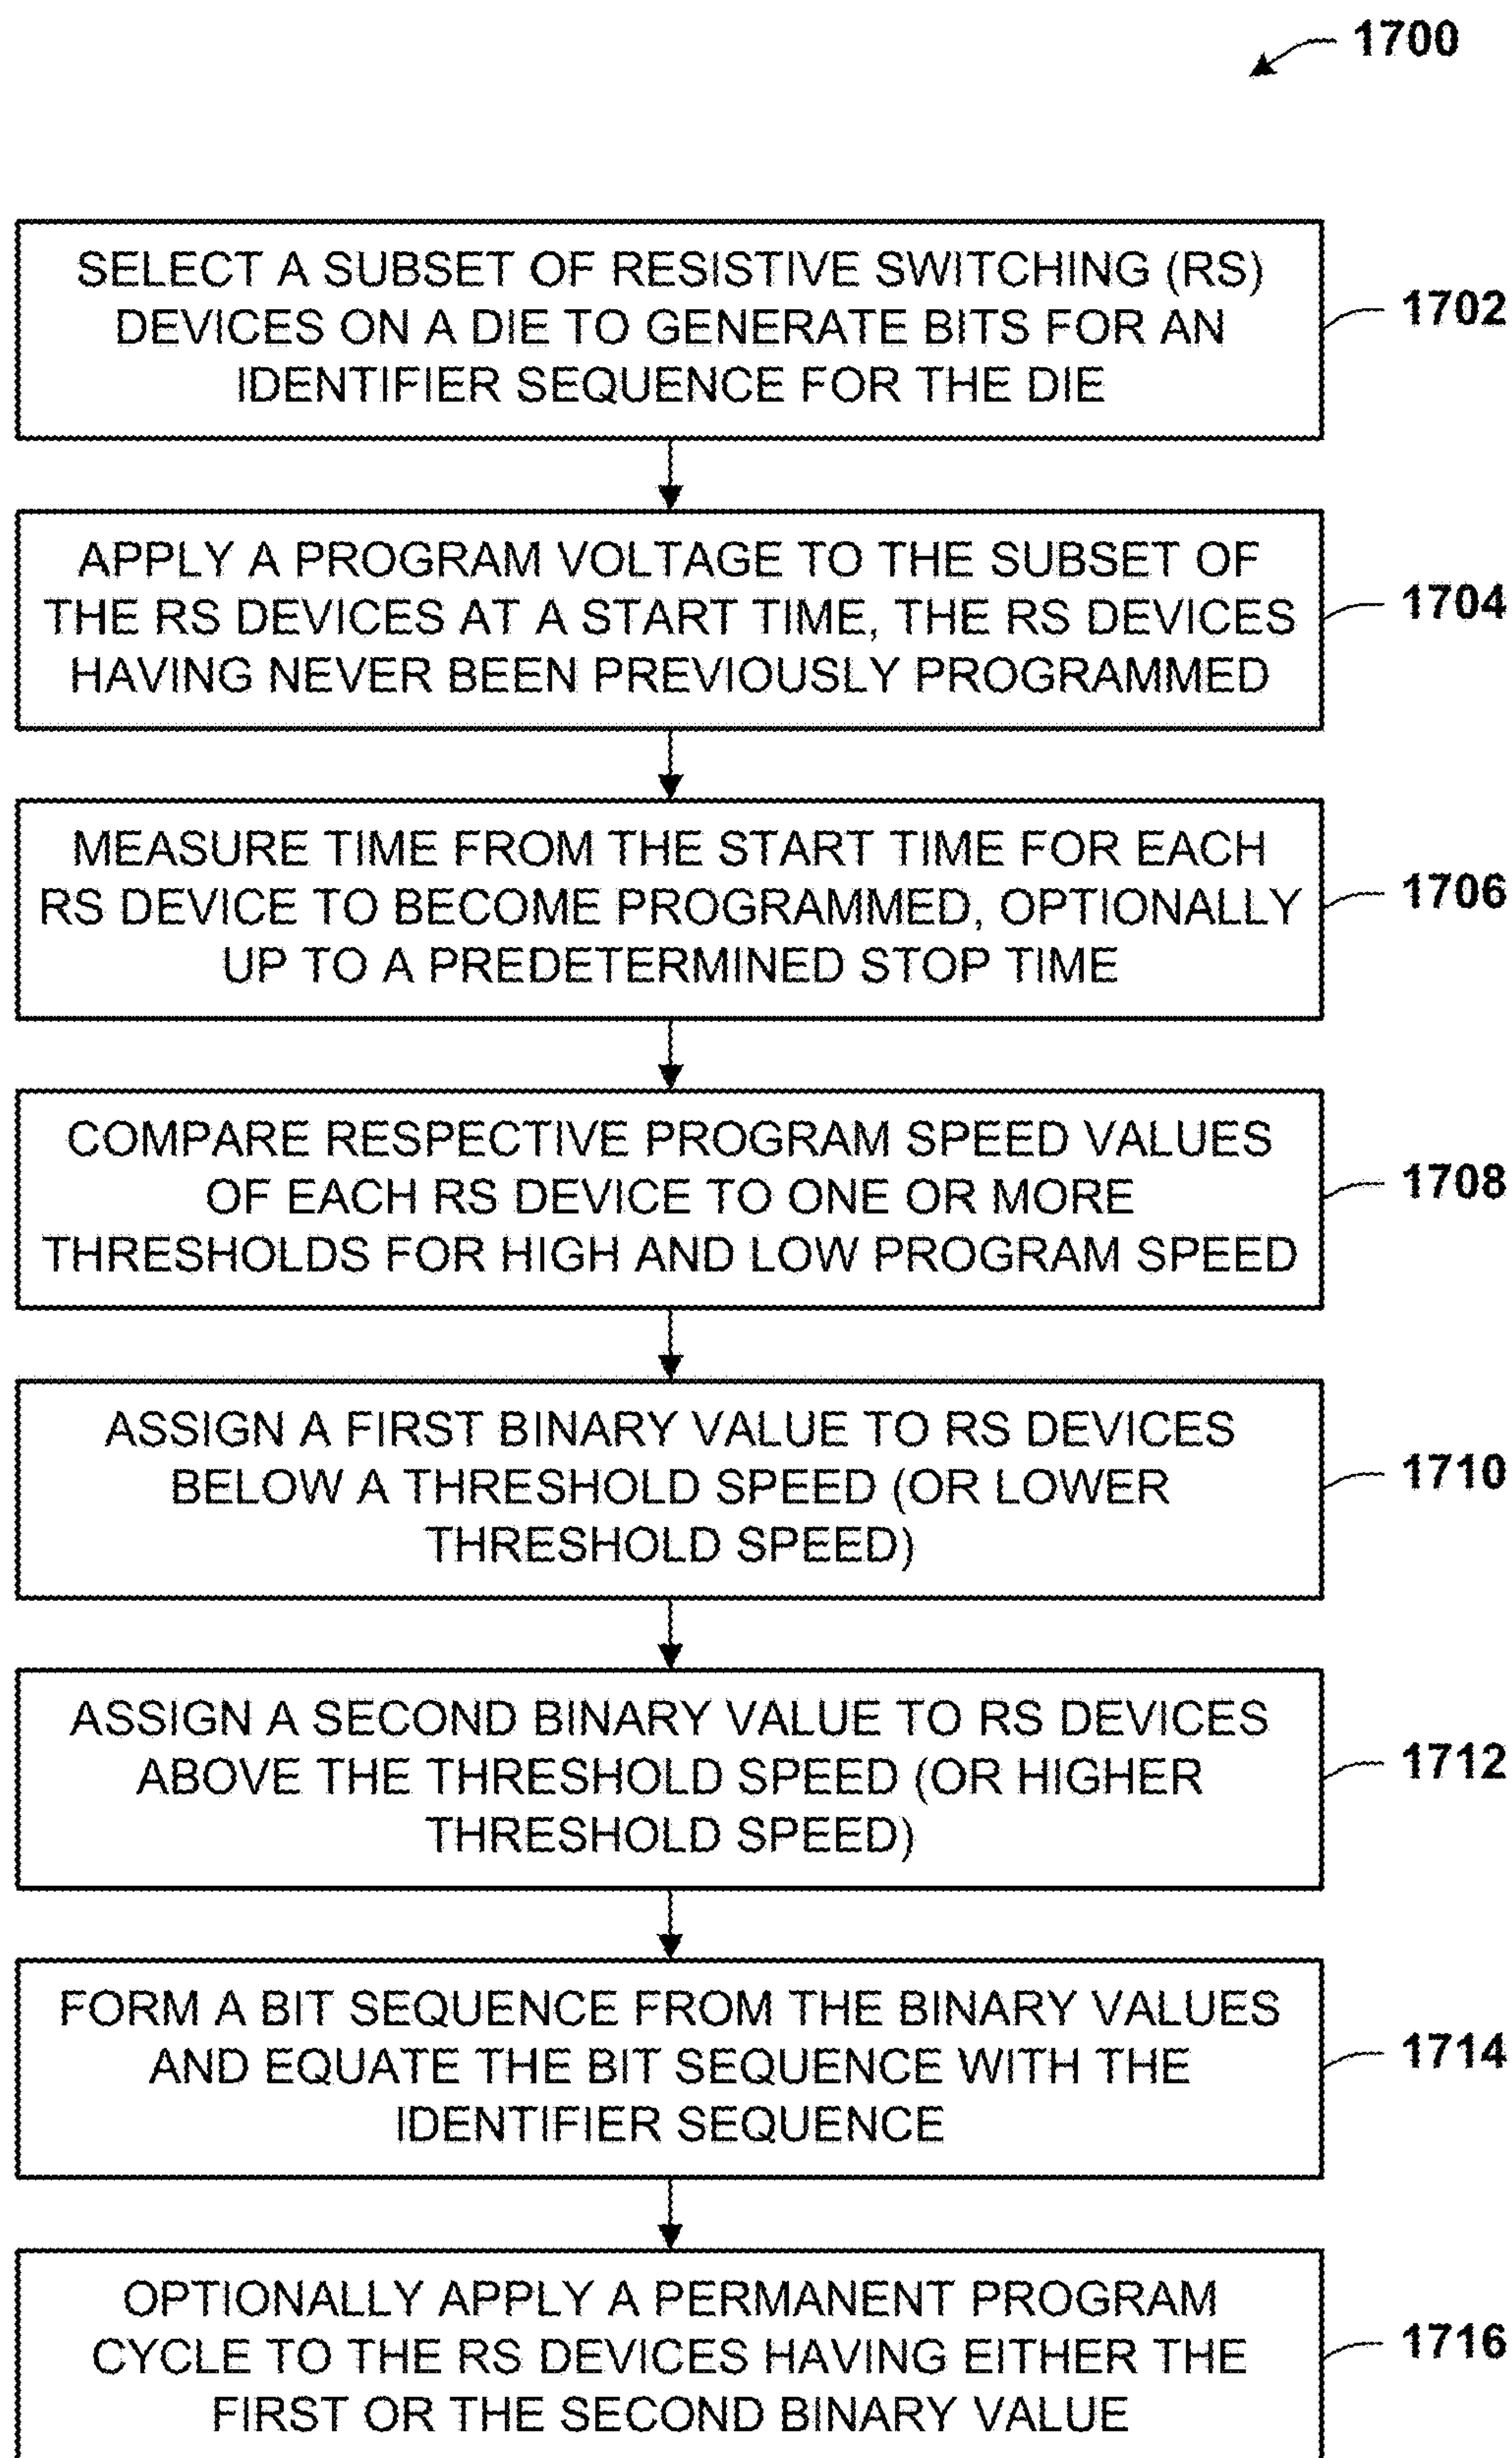 1700
SELECT A SUBSET OF RESISTIVE SWITCHING (RS)
DEVICES ON A DIE TO GENERATE BITS FOR AN
IDENTIFIER SEQUENCE FOR THE DIE
1702
APPLY A PROGRAM VOLTAGE TO THE SUBSET OF
THE RS DEVICES AT A START TIME, THE RS DEVICES
HAVING NEVER BEEN PREVIOUSLY PROGRAMMED
1704
MEASURE TIME FROM THE START TIME FOR EACH
RS DEVICE TO BECOME PROGRAMMED, OPTIONALLY
UP TO A PREDETERMINED STOP TIME
1706
COMPARE RESPECTIVE PROGRAM SPEED VALUES
OF EACH RS DEVICE TO ONE OR MORE
THRESHOLDS FOR HIGH AND LOW PROGRAM SPEED
1708
ASSIGN A FIRST BINARY VALUE TO RS DEVICES
BELOW A THRESHOLD SPEED (OR LOWER
THRESHOLD SPEED)
1710
ASSIGN A SECOND BINARY VALUE TO RS DEVICES
ABOVE THE THRESHOLD SPEED (OR HIGHER
THRESHOLD SPEED)
1712
FORM A BIT SEQUENCE FROM THE BINARY VALUES
AND EQUATE THE BIT SEQUENCE WITH THE
IDENTIFIER SEQUENCE
1714
OPTIONALLY APPLY A PERMANENT PROGRAM
CYCLE TO THE RS DEVICES HAVING EITHER THE
FIRST OR THE SECOND BINARY VALUE
1716